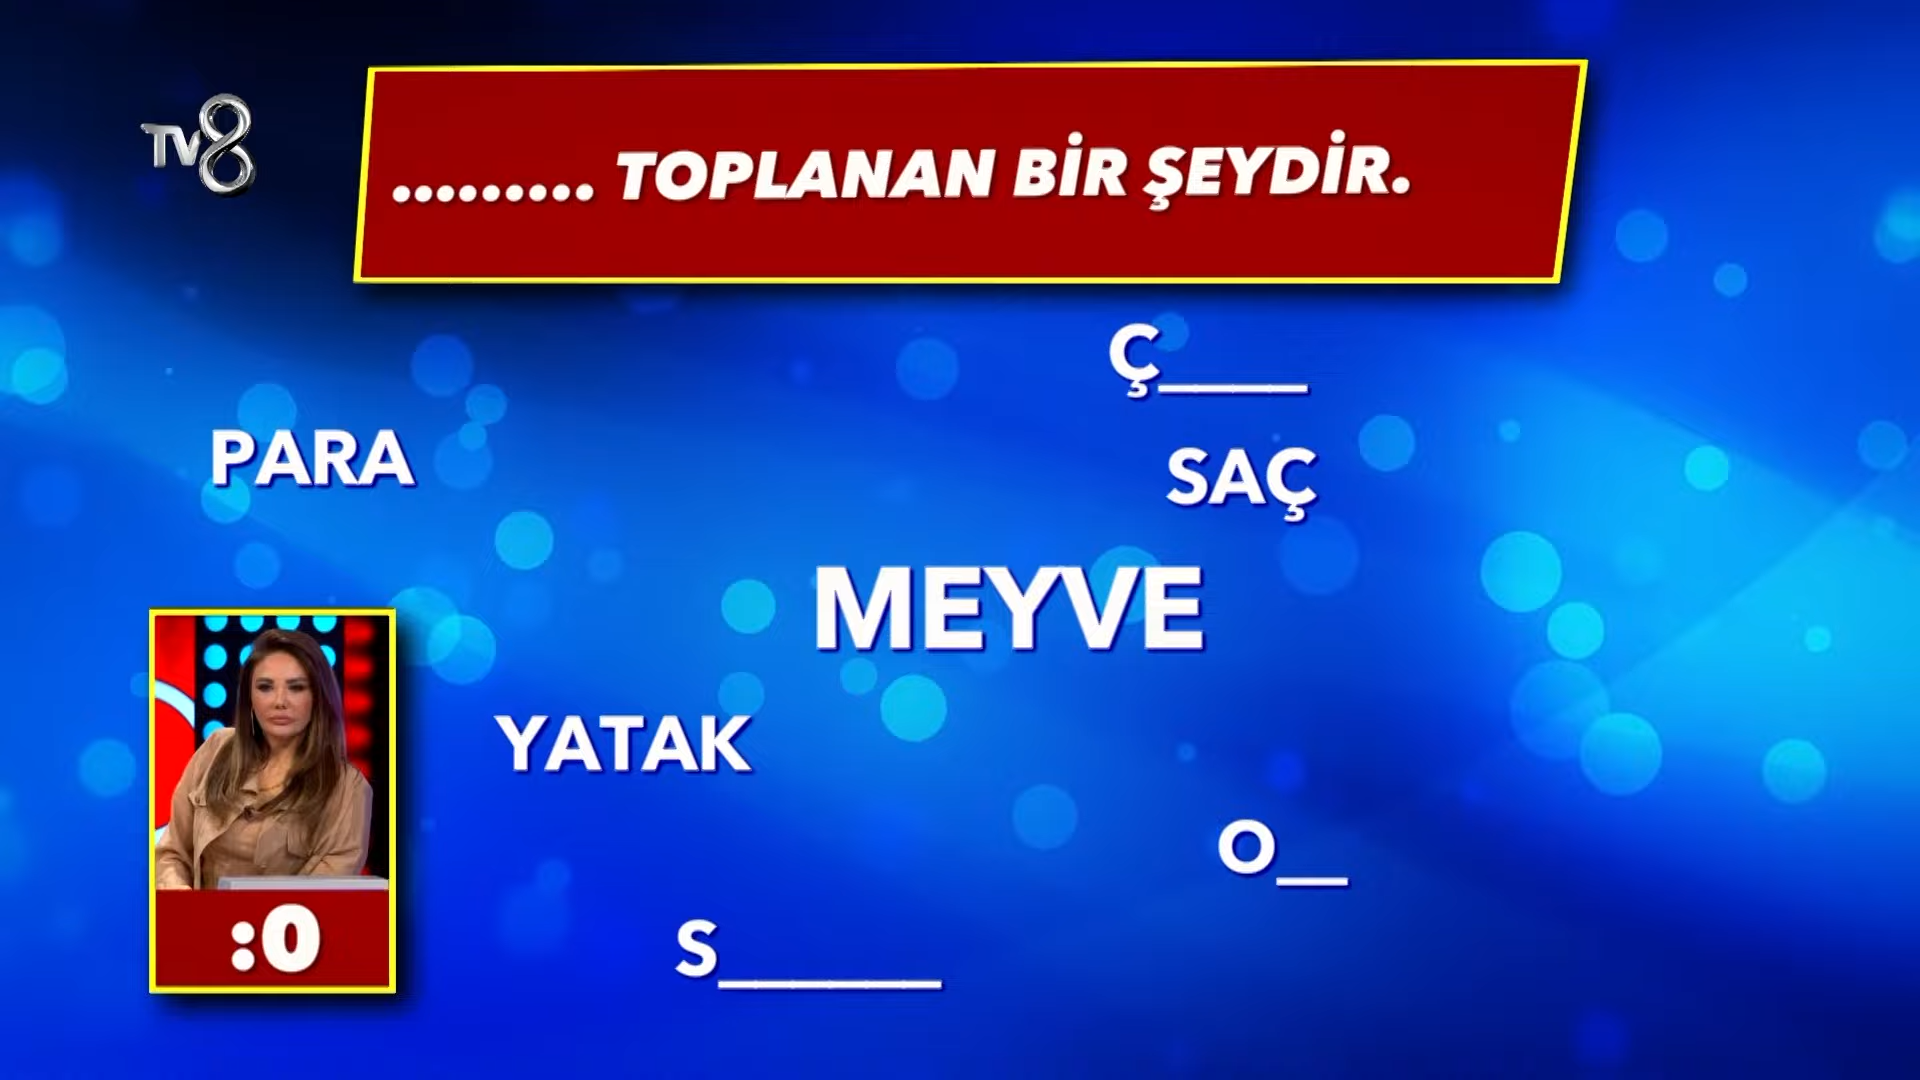 TV8
......... TOPLANAN BİR ŞEYDİR.
Ç____
PARA
SAÇ
MEYVE
YATAK
O__
S______
:0